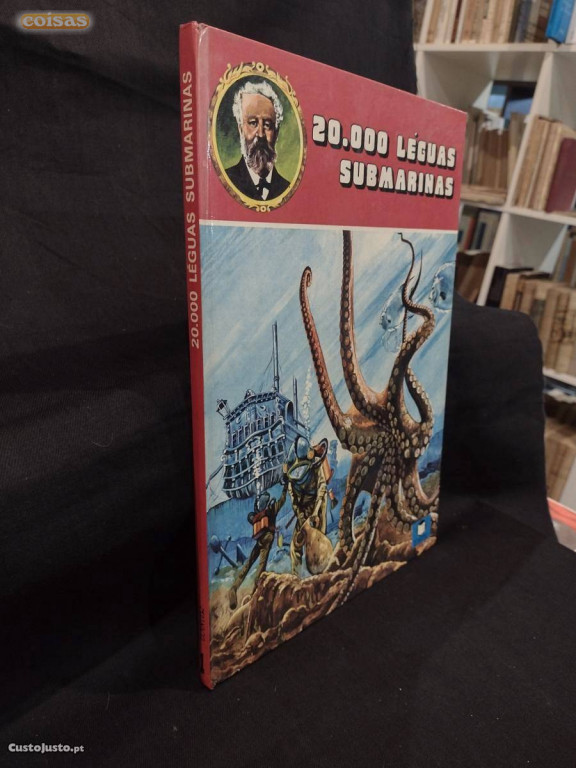 coisas
20.000 LÉGUAS
SUBMARINAS
20.000 LÉGUAS SUBMARINAS
CustoJusto.pt